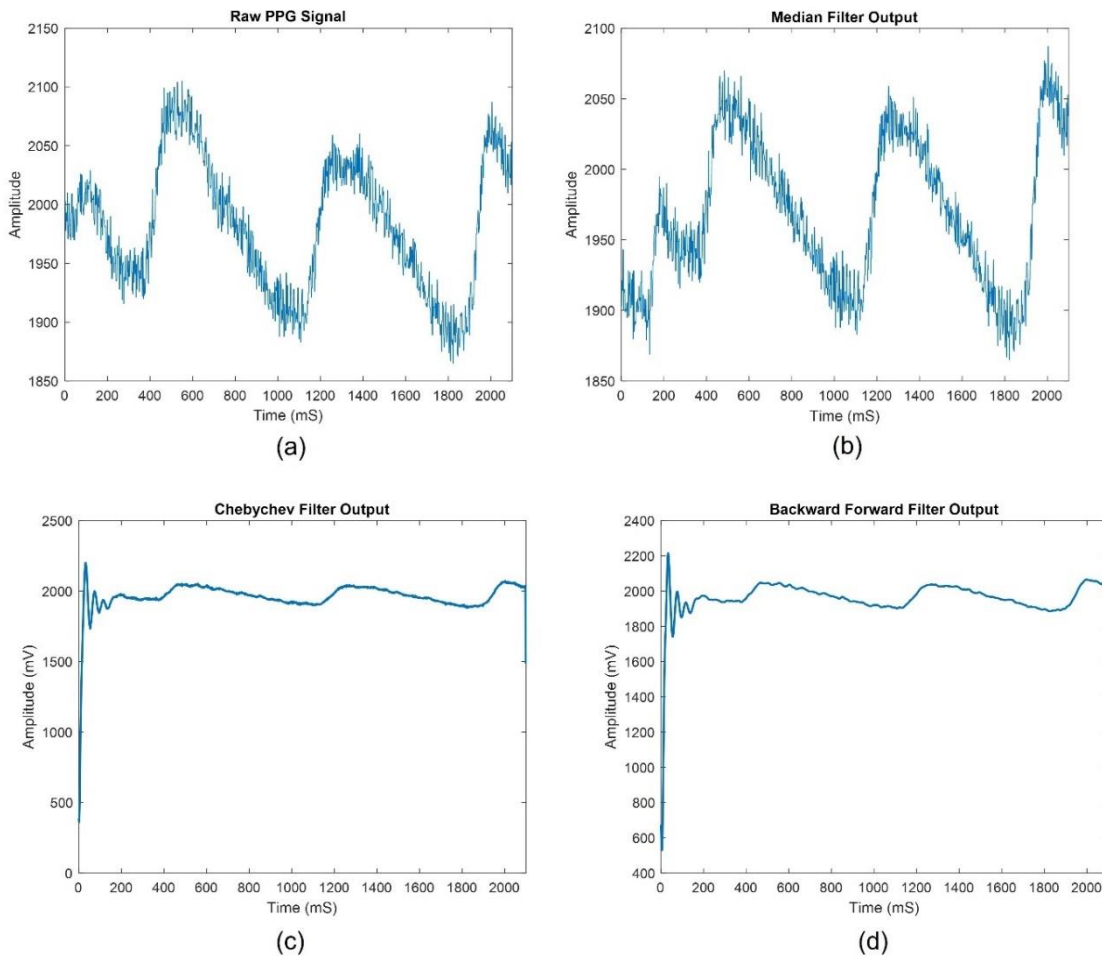 Raw PPG Signal
2150
2100
2050
2000
1950
1900
1850
Amplitude
0 200 400 600 800 1000 1200 1400 1600 1800 2000
Time (mS)
(a)
Median Filter Output
2100
2050
2000
1950
1900
1850
Amplitude
0 200 400 600 800 1000 1200 1400 1600 1800 2000
Time (mS)
(b)
Chebychev Filter Output
2500
2000
1500
1000
500
0
Amplitude (mV)
0 200 400 600 800 1000 1200 1400 1600 1800 2000
Time (mS)
(c)
Backward Forward Filter Output
2400
2200
2000
1800
1600
1400
1200
1000
800
600
400
Amplitude (mV)
0 200 400 600 800 1000 1200 1400 1600 1800 2000
Time (mS)
(d)